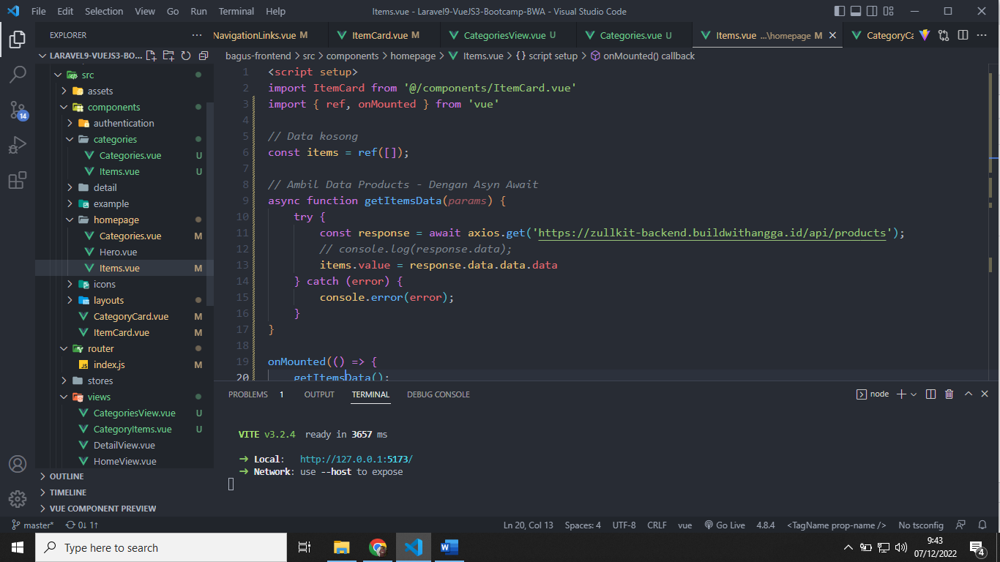 File Edit Selection View Go Run Terminal Help Items.vue - Laravel9-VueJS3-Bootcamp-BWA - Visual Studio Code
EXPLORER
NavigationLinks.vue M ItemCard.vue M CategoriesView.vue U Categories.vue U Items.vue ...\homepage M CategoryCa
LARAVEL9-VUEJS3-BO...
bagus-frontend > src > components > homepage > Items.vue > {} script setup > onMounted() callback
src
assets
components
authentication
categories
Categories.vue U
Items.vue U
detail
example
homepage
Categories.vue M
Hero.vue
Items.vue M
icons
layouts
CategoryCard.vue M
ItemCard.vue M
router
index.js M
stores
views
CategoriesView.vue U
CategoryItems.vue U
DetailView.vue
HomeView.vue
OUTLINE
TIMELINE
VUE COMPONENT PREVIEW
14
1 <script setup>
2 import ItemCard from '@/components/ItemCard.vue'
3 import { ref, onMounted } from 'vue'
4
5 // Data kosong
6 const items = ref([]);
7
8 // Ambil Data Products - Dengan Asyn Await
9 async function getItemsData(params) {
10 try {
11 const response = await axios.get('https://zullkit-backend.buildwithangga.id/api/products');
12 // console.log(response.data);
13 items.value = response.data.data.data
14 } catch (error) {
15 console.error(error);
16 }
17 }
18
19 onMounted(() => {
20 getItemsData();
PROBLEMS 1 OUTPUT TERMINAL DEBUG CONSOLE node
VITE v3.2.4 ready in 3657 ms
➜ Local: http://127.0.0.1:5173/
➜ Network: use --host to expose
master* 0↓ 1↑ Ln 20, Col 13 Spaces: 4 UTF-8 CRLF vue Go Live 4.8.4 <TagName prop-name /> No tsconfig
Type here to search
9:43
07/12/2022
4